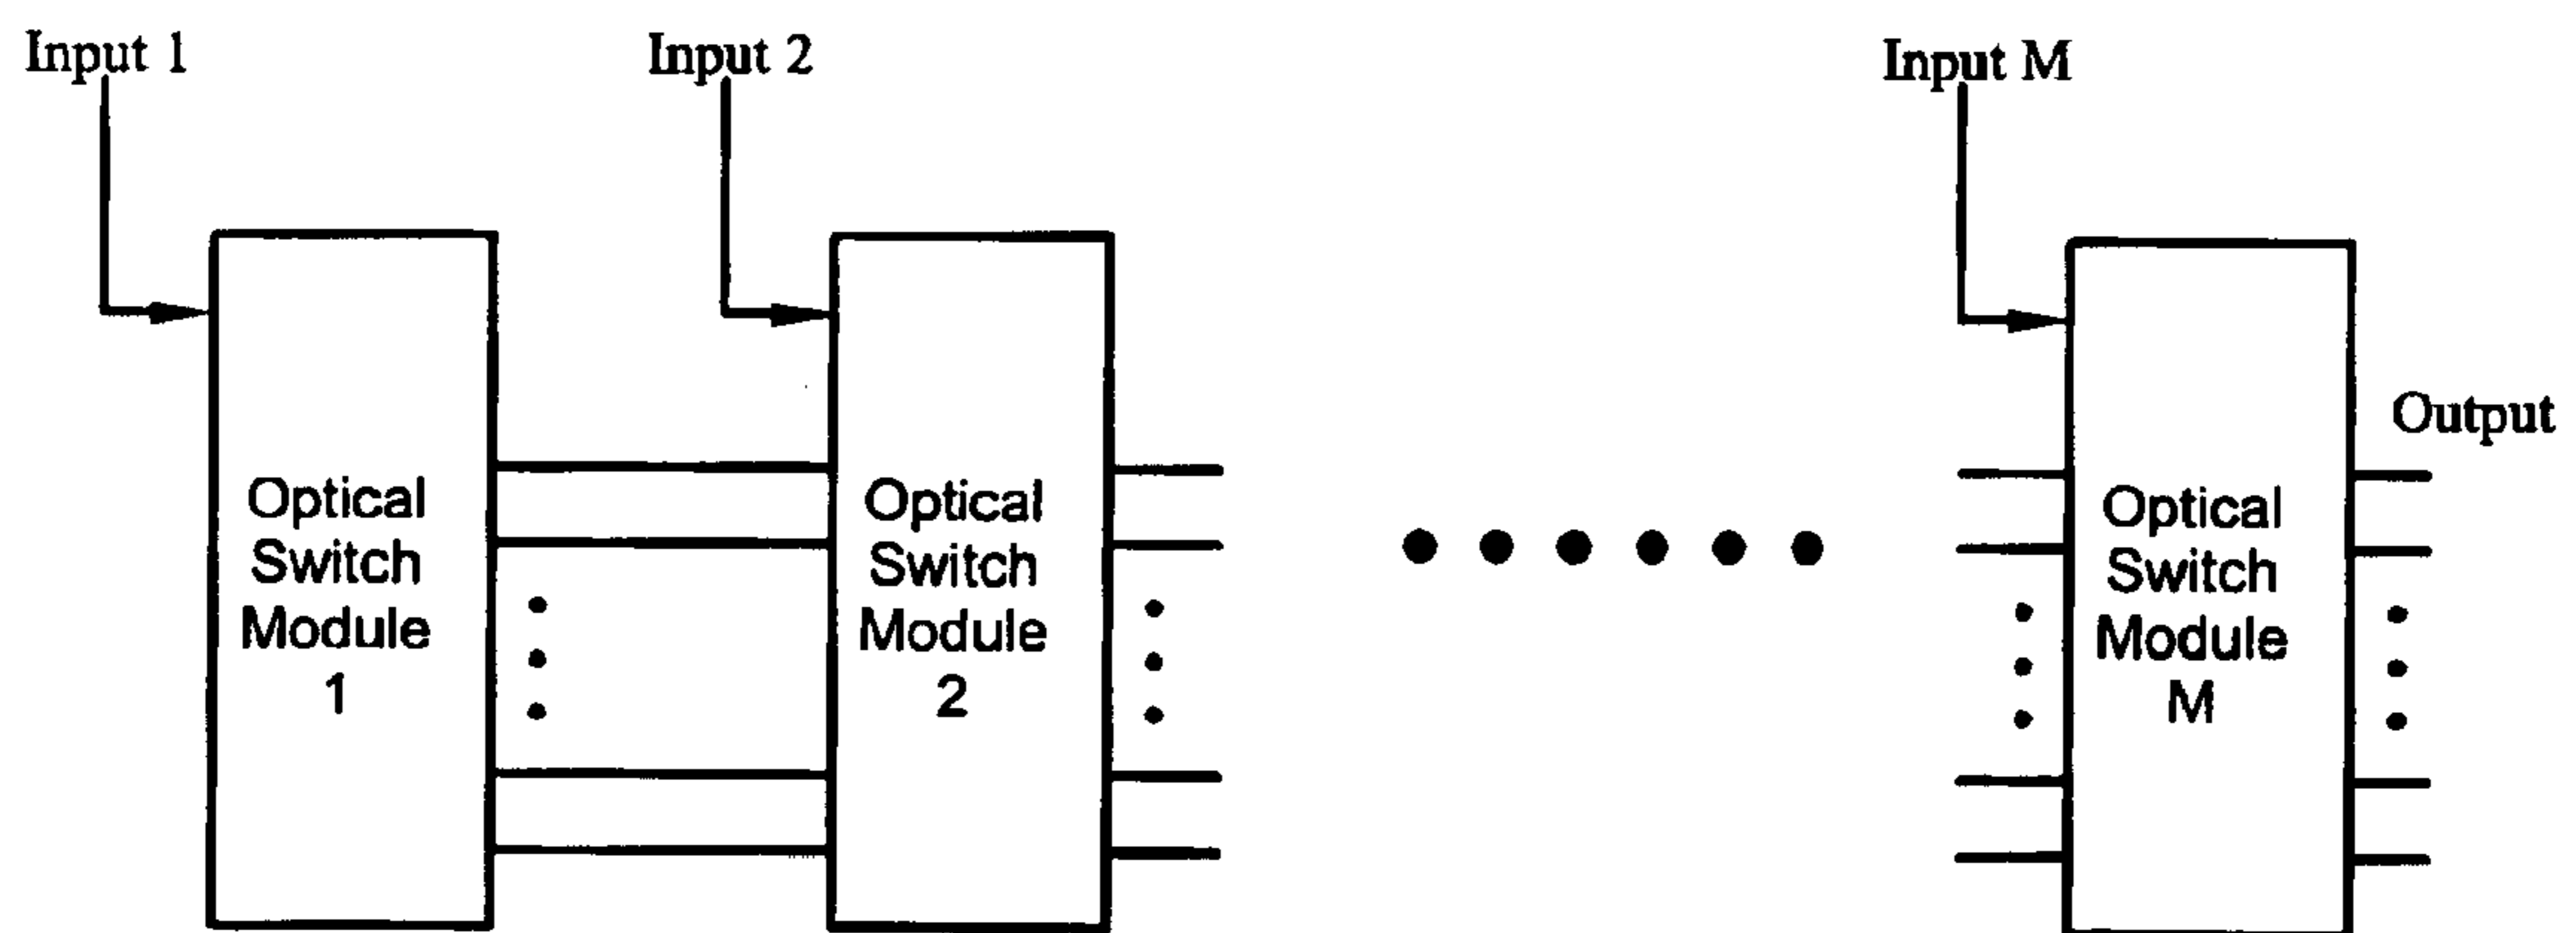 Input 1
Input 2
Input M
Optical
Switch
Module
1
Optical
Switch
Module
2
Optical
Switch
Module
M
Output